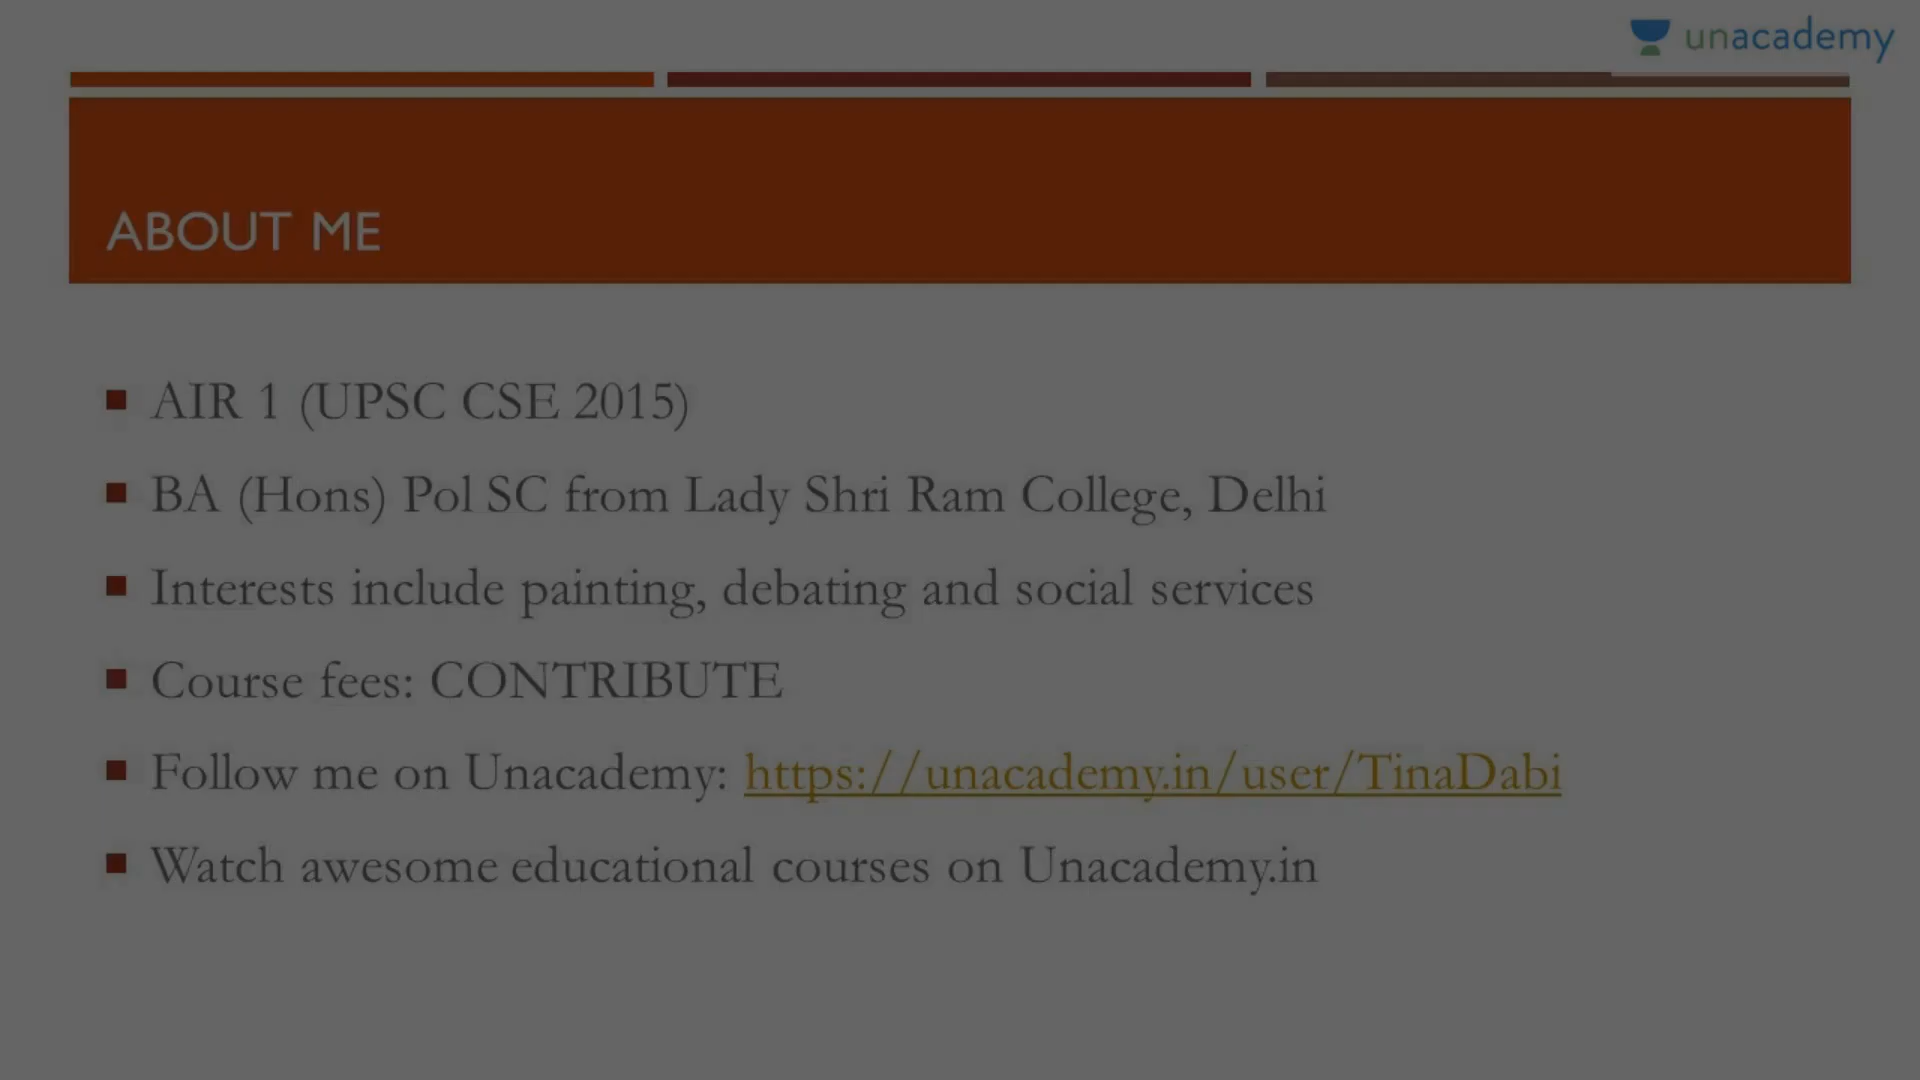 unacademy
ABOUT ME
AIR 1 (UPSC CSE 2015)
BA (Hons) Pol SC from Lady Shri Ram College, Delhi
Interests include painting, debating and social services
Course fees: CONTRIBUTE
Follow me on Unacademy: https://unacademy.in/user/TinaDabi
Watch awesome educational courses on Unacademy.in